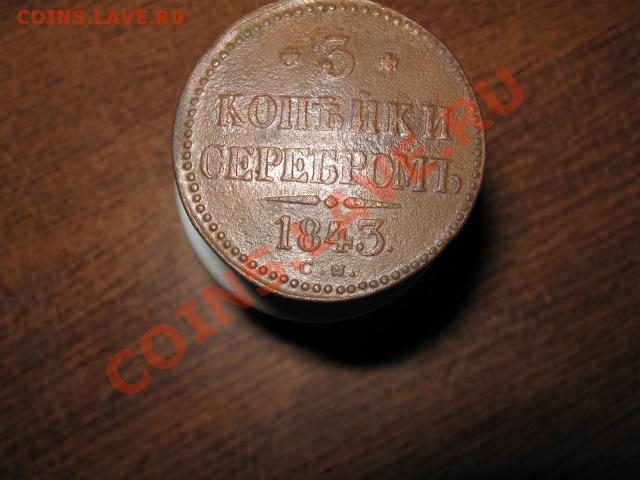 COINS.LAVE.RU
* 3 *
КОПѢЙКИ
СЕРЕБРОМЪ
1843.
С. М.
COINS.LAVE.RU